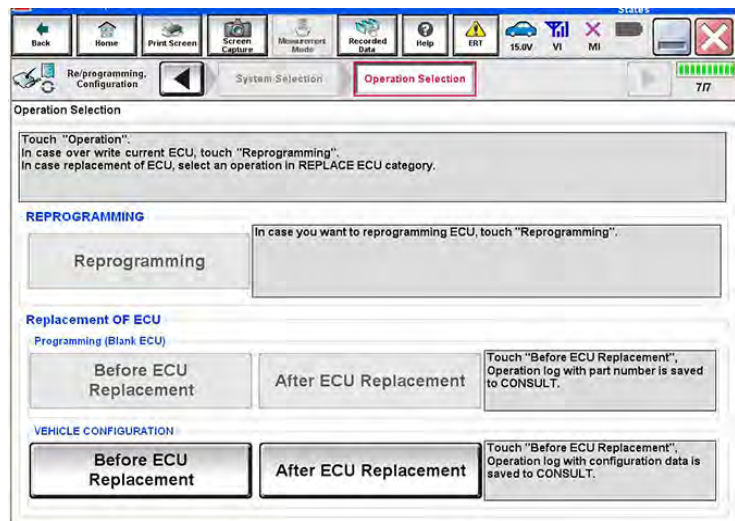 States
Back
Home
Print Screen
Screen
Capture
Measurement
Mode
Recorded
Data
Help
ERT
15.0V
VI
MI
Re/programming,
Configuration
System Selection
Operation Selection
7/7
Operation Selection
Touch "Operation".
In case over write current ECU, touch "Reprogramming".
In case replacement of ECU, select an operation in REPLACE ECU category.
REPROGRAMMING
Reprogramming
In case you want to reprogramming ECU, touch "Reprogramming".
Replacement OF ECU
Programming (Blank ECU)
Before ECU
Replacement
After ECU Replacement
Touch "Before ECU Replacement",
Operation log with part number is saved
to CONSULT.
VEHICLE CONFIGURATION
Before ECU
Replacement
After ECU Replacement
Touch "Before ECU Replacement",
Operation log with configuration data is
saved to CONSULT.